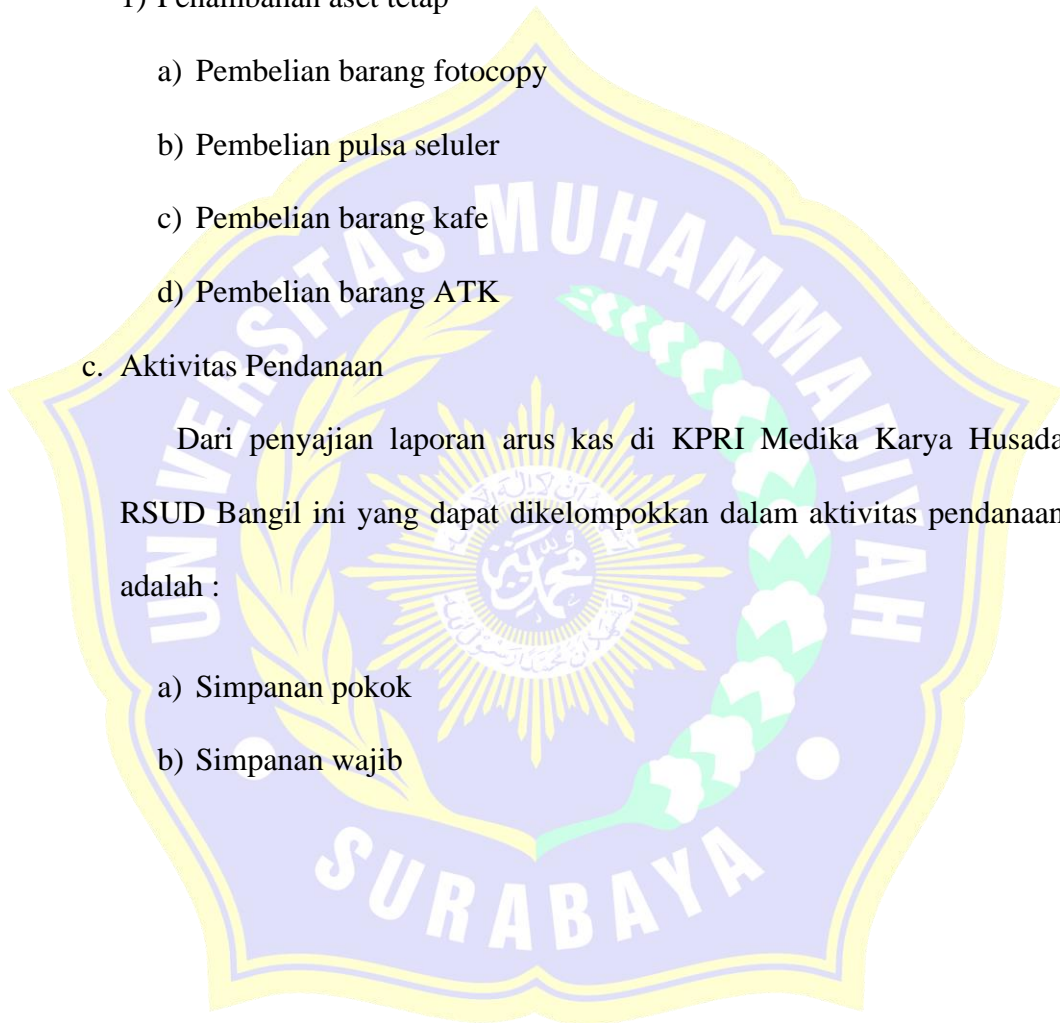 1) Penambahan aset tetap
a) Pembelian barang fotocopy
b) Pembelian pulsa seluler
c) Pembelian barang kafe
d) Pembelian barang ATK
c. Aktivitas Pendanaan
Dari penyajian laporan arus kas di KPRI Medika Karya Husada
RSUD Bangil ini yang dapat dikelompokkan dalam aktivitas pendanaan
adalah :
a) Simpanan pokok
b) Simpanan wajib
UNIVERSITAS MUHAMMADIYAH
SURABAYA